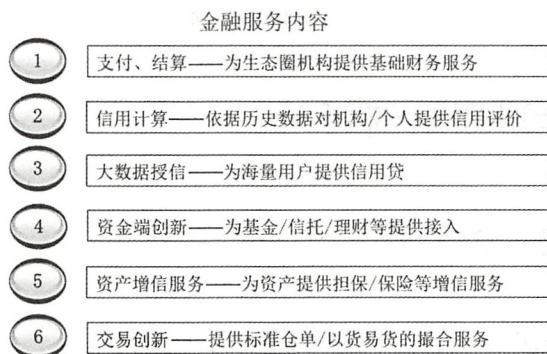 金融服务内容
1 支付、结算——为生态圈机构提供基础财务服务
2 信用计算——依据历史数据对机构/个人提供信用评价
3 大数据授信——为海量用户提供信用贷
4 资金端创新——为基金/信托/理财等提供接入
5 资产增信服务——为资产提供担保/保险等增信服务
6 交易创新——提供标准仓单/以货易货的撮合服务